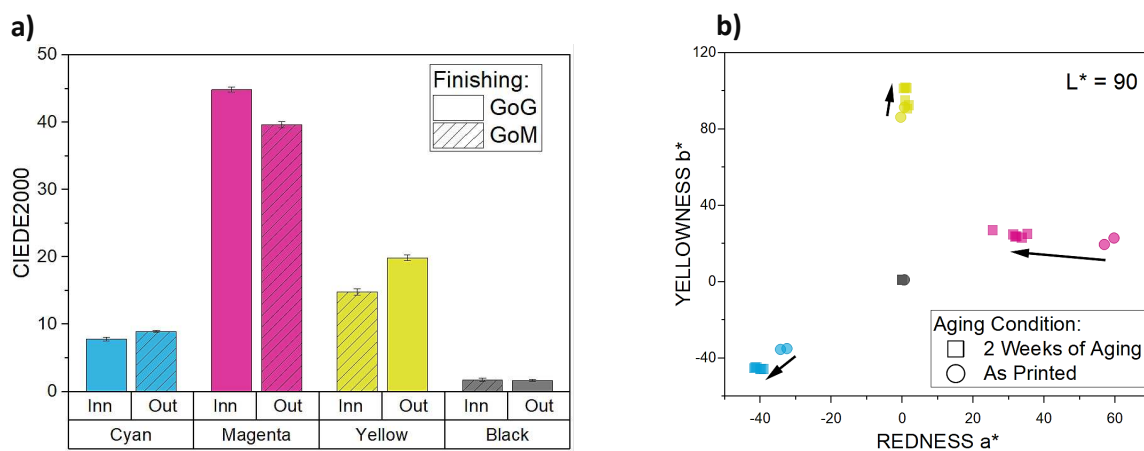 a)
CIEDE2000
50
40
30
20
10
0
Finishing:
GoG
GoM
Inn Out Inn Out Inn Out Inn Out
Cyan Magenta Yellow Black
b)
YELLOWNESS b*
120
80
40
0
-40
L* = 90
Aging Condition:
2 Weeks of Aging
As Printed
-40 -20 0 20 40 60
REDNESS a*